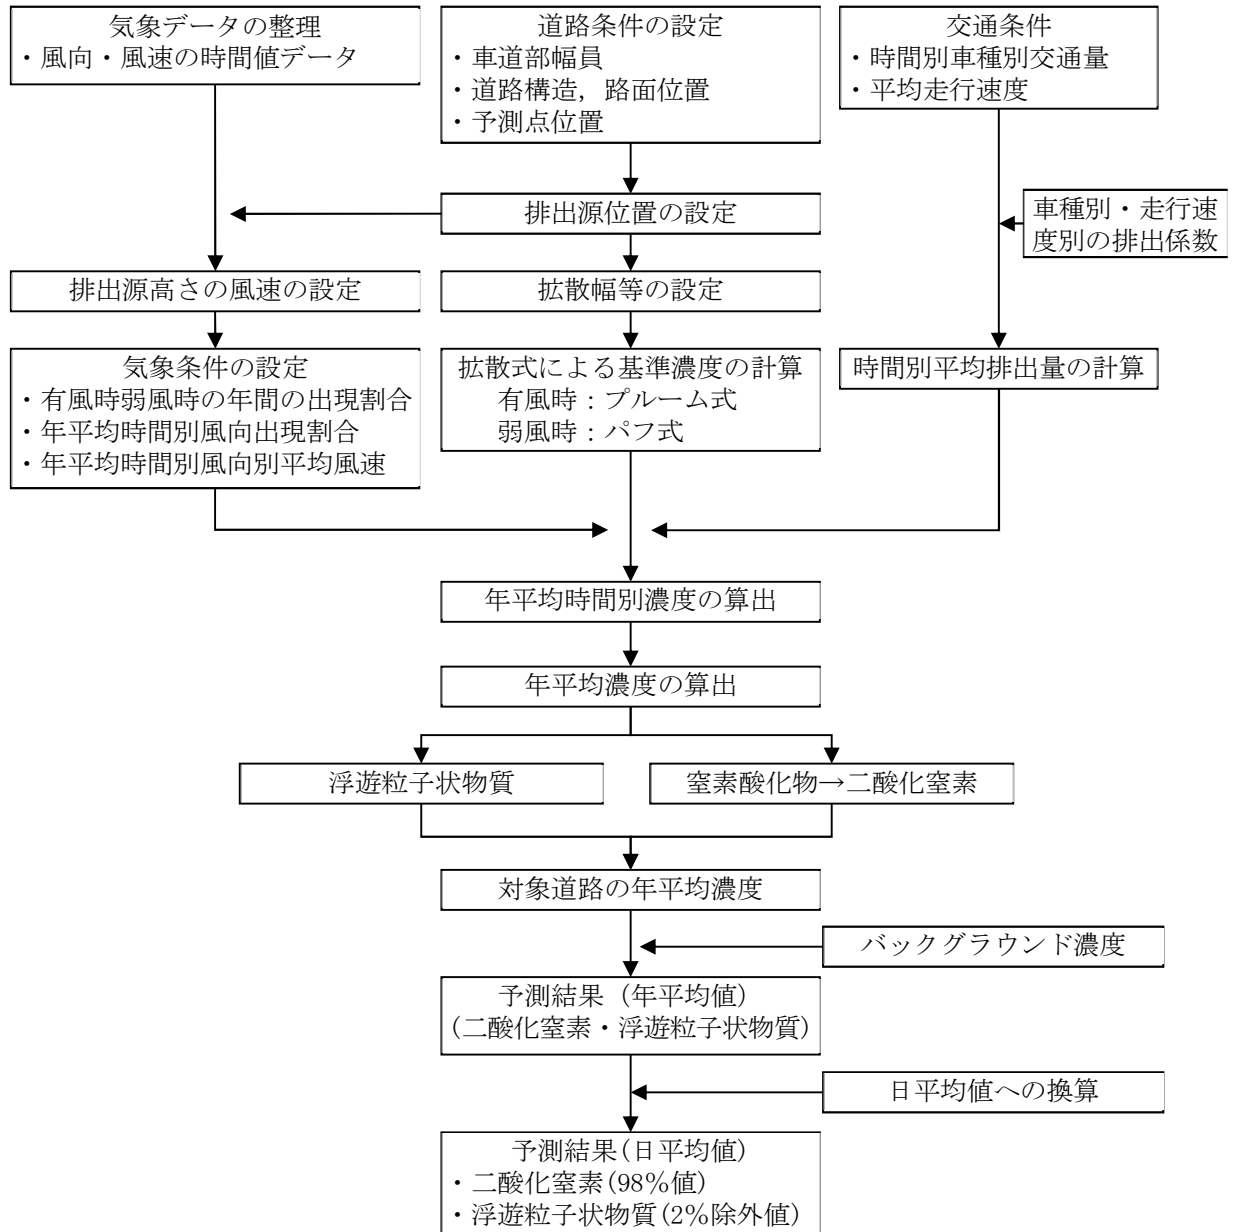 気象データの整理
・風向・風速の時間値データ
道路条件の設定
・車道部幅員
・道路構造，路面位置
・予測点位置
交通条件
・時間別車種別交通量
・平均走行速度
排出源位置の設定
車種別・走行速
度別の排出係数
排出源高さの風速の設定
拡散幅等の設定
気象条件の設定
・有風時弱風時の年間の出現割合
・年平均時間別風向出現割合
・年平均時間別風向別平均風速
拡散式による基準濃度の計算
有風時：プルーム式
弱風時：パフ式
時間別平均排出量の計算
年平均時間別濃度の算出
年平均濃度の算出
浮遊粒子状物質
窒素酸化物→二酸化窒素
対象道路の年平均濃度
バックグラウンド濃度
予測結果 (年平均値)
(二酸化窒素・浮遊粒子状物質)
日平均値への換算
予測結果(日平均値)
・二酸化窒素(98％値)
・浮遊粒子状物質(2％除外値)